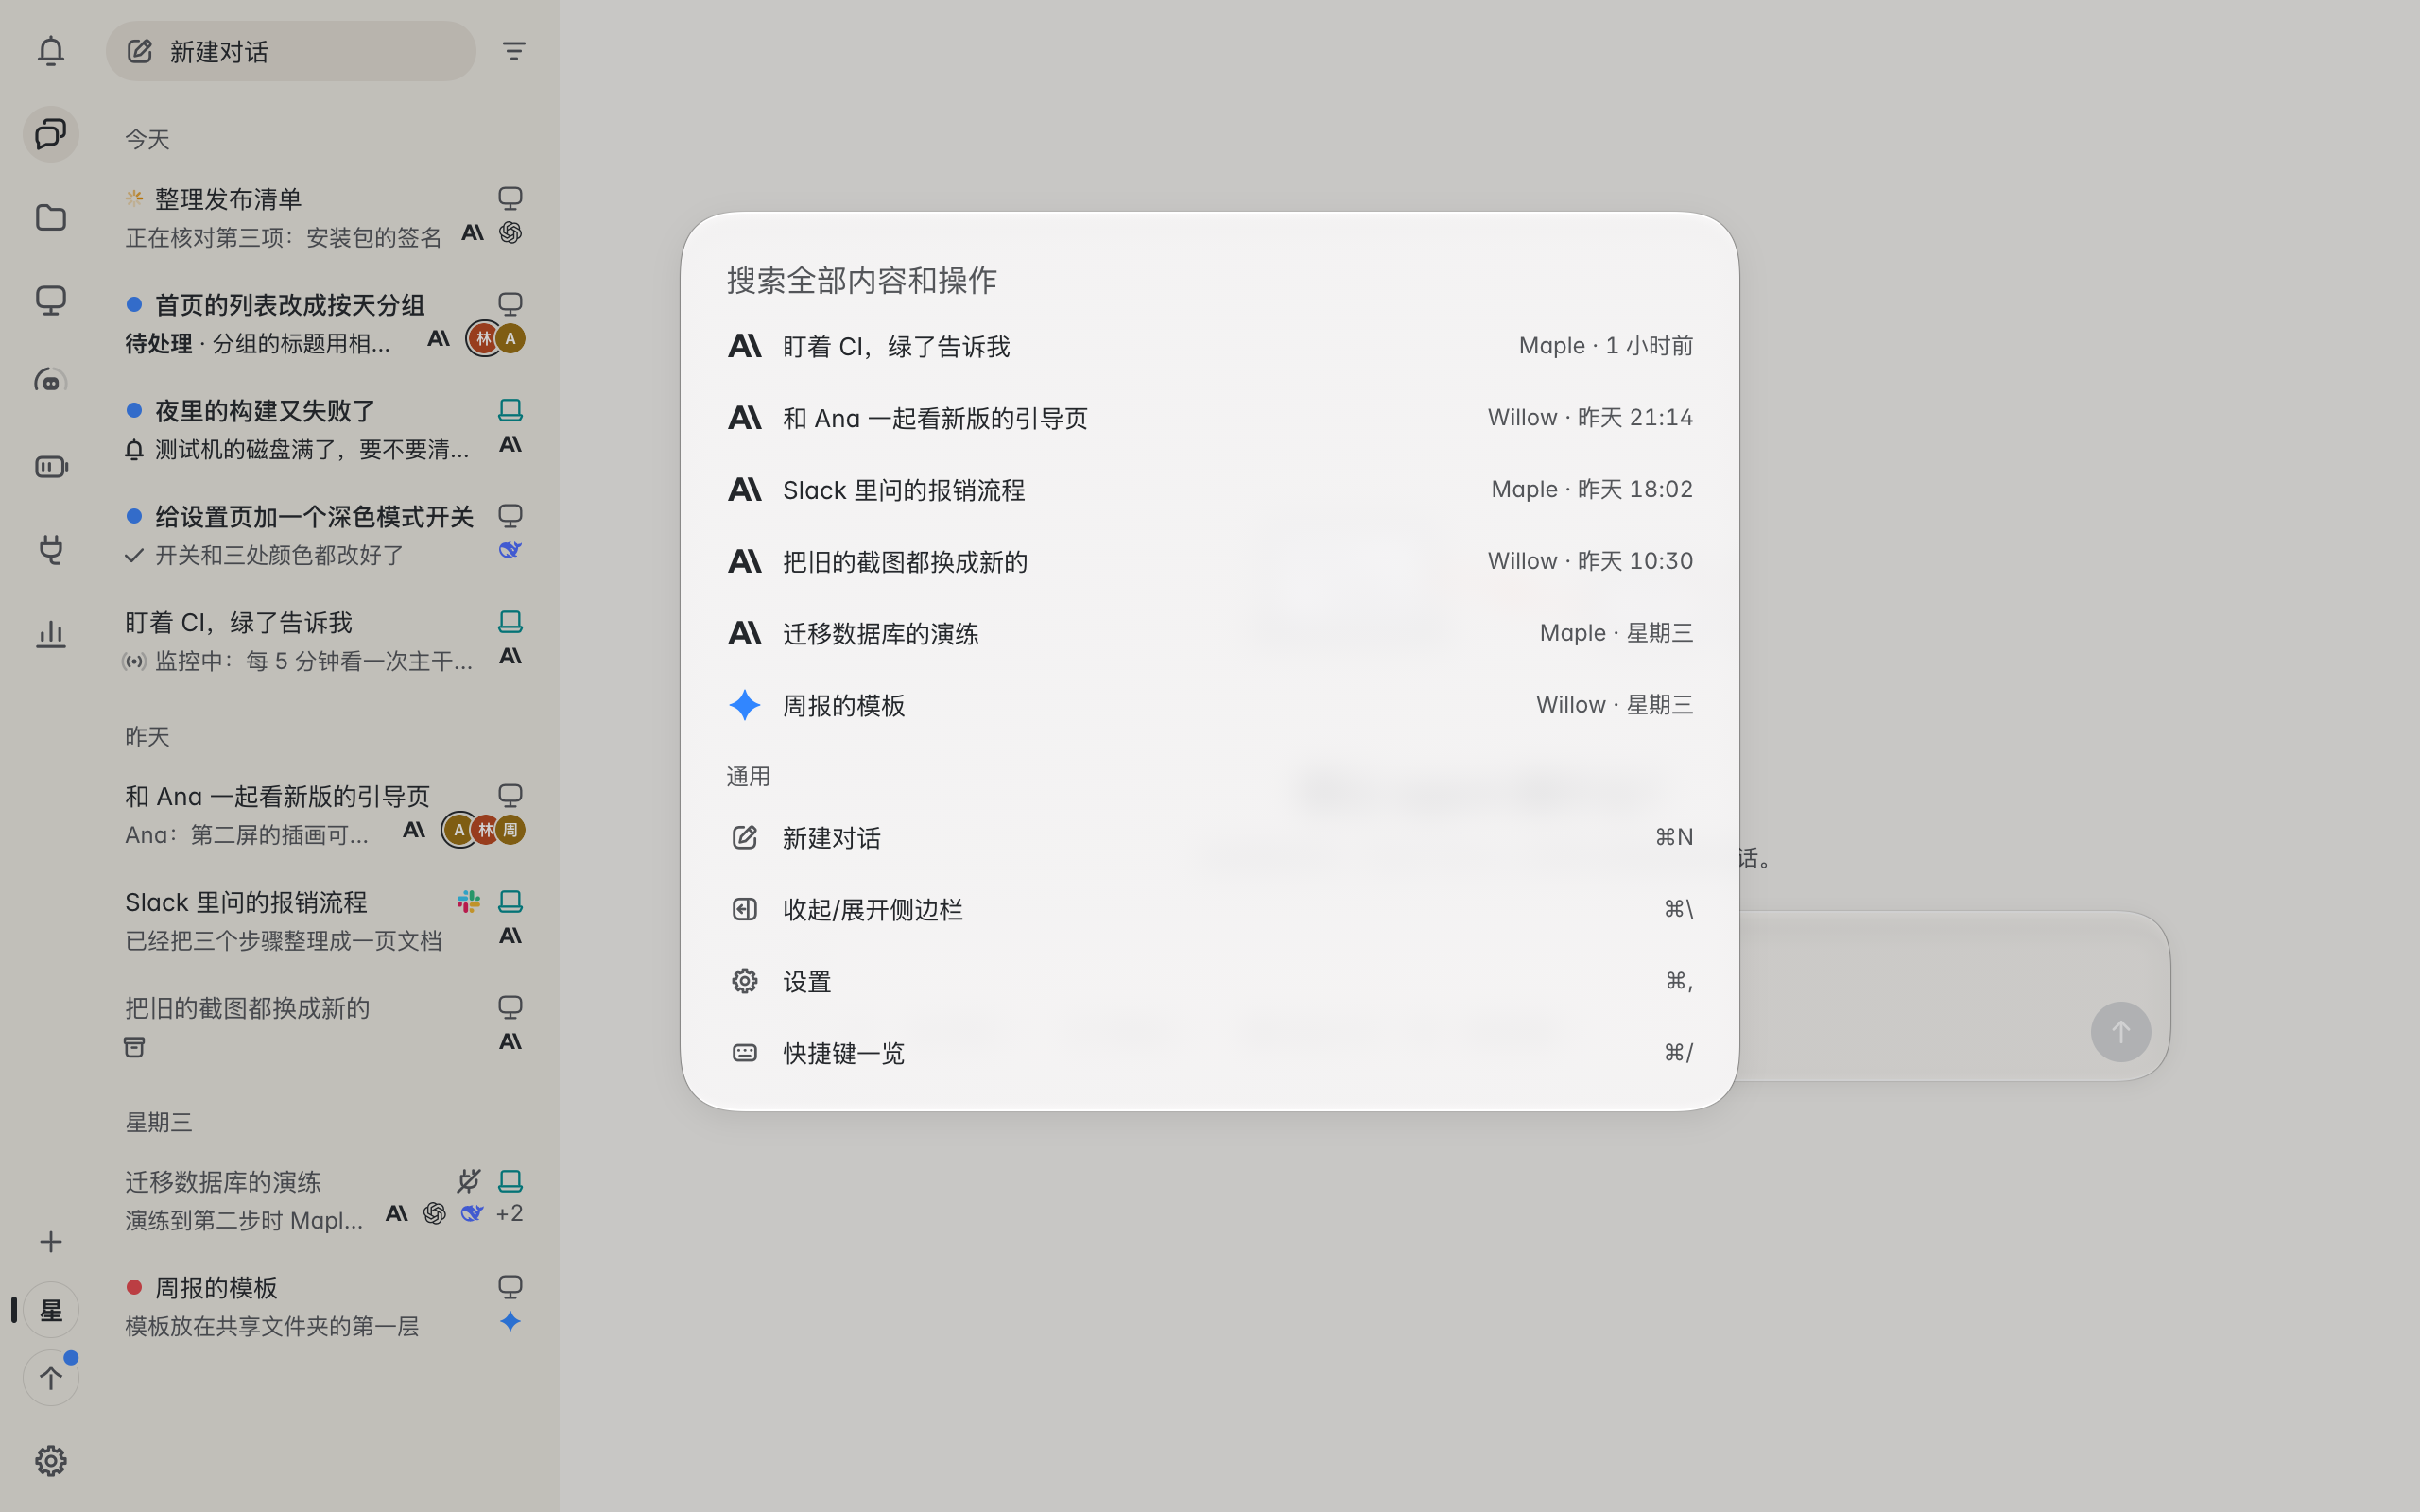 新建对话
今天
整理发布清单
正在核对第三项：安装包的签名
首页的列表改成按天分组
待处理 · 分组的标题用相...
林 A
夜里的构建又失败了
测试机的磁盘满了，要不要清...
给设置页加一个深色模式开关
开关和三处颜色都改好了
盯着 CI，绿了告诉我
监控中：每 5 分钟看一次主干...
昨天
和 Ana 一起看新版的引导页
Ana：第二屏的插画可...
A 林 周
Slack 里问的报销流程
已经把三个步骤整理成一页文档
把旧的截图都换成新的
星期三
迁移数据库的演练
演练到第二步时 Mapl...
+2
周报的模板
模板放在共享文件夹的第一层
星
个
搜索全部内容和操作
盯着 CI，绿了告诉我 Maple · 1 小时前
和 Ana 一起看新版的引导页 Willow · 昨天 21:14
Slack 里问的报销流程 Maple · 昨天 18:02
把旧的截图都换成新的 Willow · 昨天 10:30
迁移数据库的演练 Maple · 星期三
周报的模板 Willow · 星期三
通用
新建对话 ⌘N
收起/展开侧边栏 ⌘\
设置 ⌘,
快捷键一览 ⌘/
话。